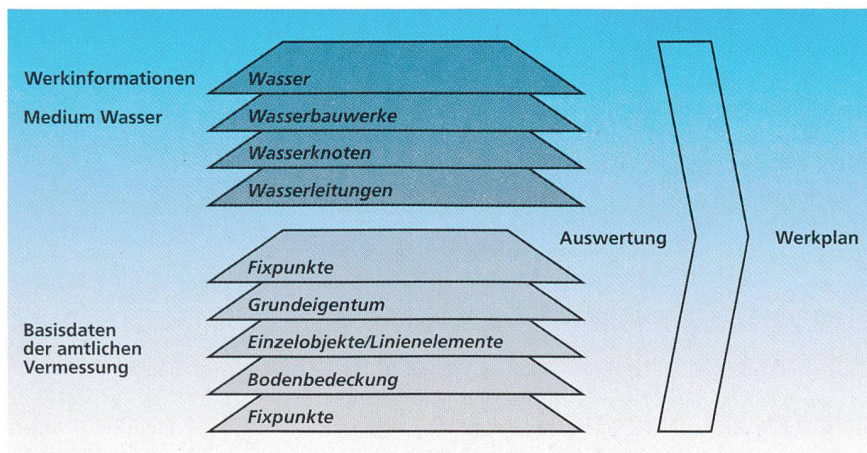 Werkinformationen
Medium Wasser
Wasser
Wasserbauwerke
Wasserknoten
Wasserleitungen
Fixpunkte
Grundeigentum
Einzelobjekte/Linienelemente
Bodenbedeckung
Fixpunkte
Basisdaten
der amtlichen
Vermessung
Auswertung
Werkplan